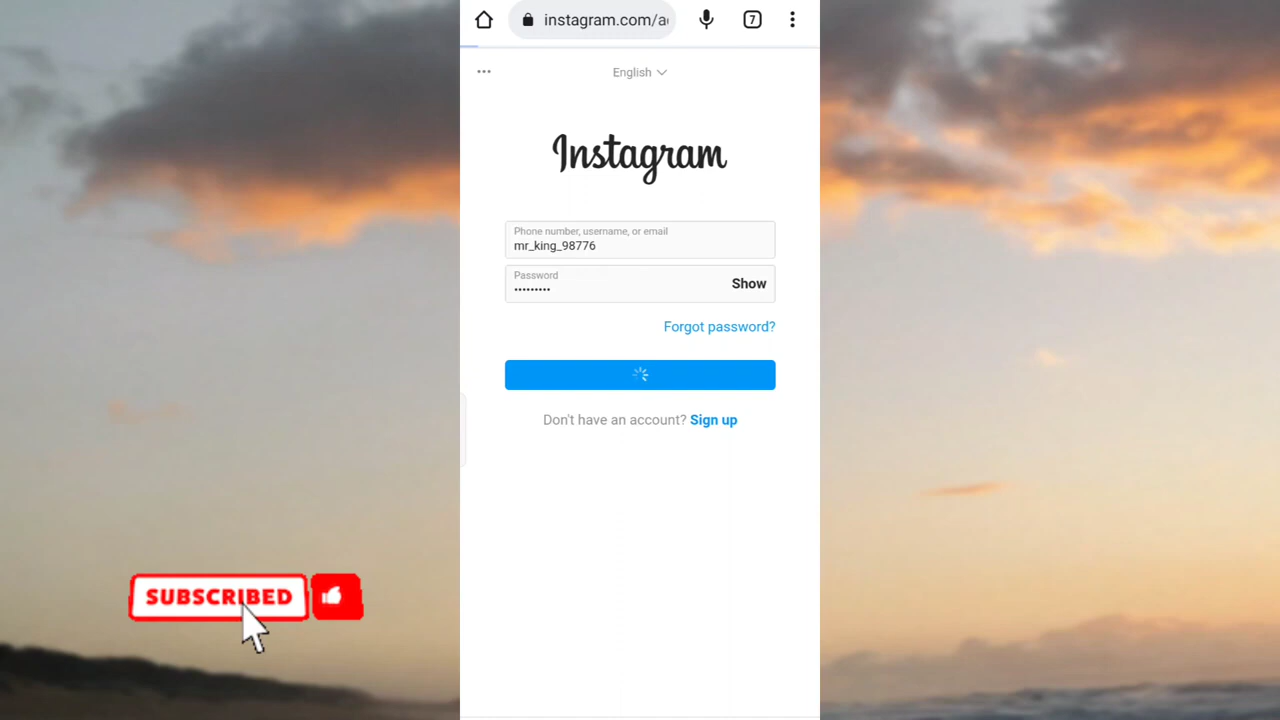 instagram.com/a
7
English
Instagram
Phone number, username, or email
mr_king_98776
Password
•••••••••
Show
Forgot password?
Don't have an account? Sign up
SUBSCRIBED